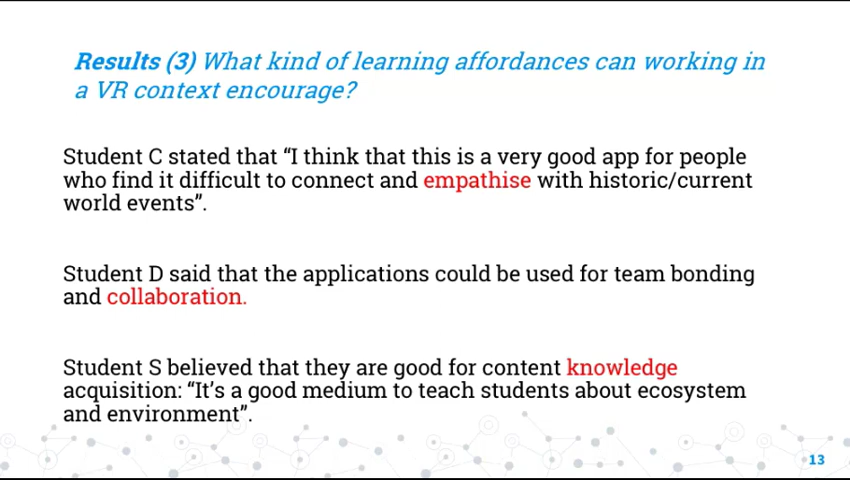 Results (3) What kind of learning affordances can working in
a VR context encourage?
Student C stated that “I think that this is a very good app for people
who find it difficult to connect and empathise with historic/current
world events”.
Student D said that the applications could be used for team bonding
and collaboration.
Student S believed that they are good for content knowledge
acquisition: “It’s a good medium to teach students about ecosystem
and environment”.
13